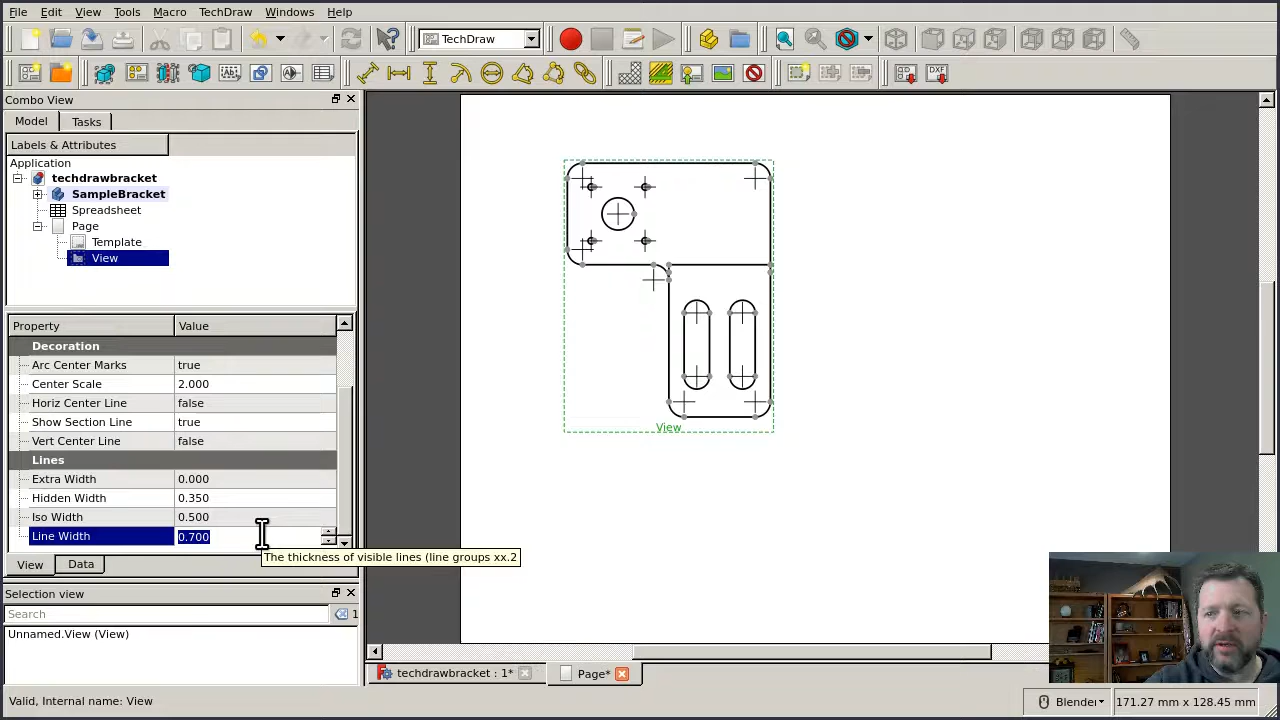 File Edit View Tools Macro TechDraw Windows Help
TechDraw
Combo View
Model Tasks
Labels & Attributes
Application
techdrawbracket
SampleBracket
Spreadsheet
Page
Template
View
Property Value
Decoration
Arc Center Marks true
Center Scale 2.000
Horiz Center Line false
Show Section Line true
Vert Center Line false
Lines
Extra Width 0.000
Hidden Width 0.350
Iso Width 0.500
Line Width 0.700
The thickness of visible lines (line groups xx.2
View Data
Selection view
Search 1
Unnamed.View (View)
View
techdrawbracket : 1* Page*
Valid, Internal name: View
Blender 171.27 mm x 128.45 mm